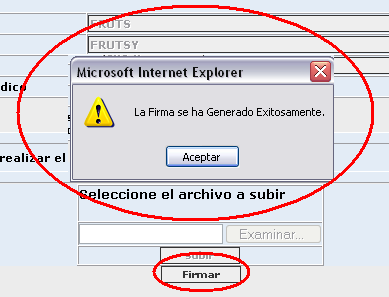 FRUTS
FRUTSY
Microsoft Internet Explorer
dico
La Firma se ha Generado Exitosamente.
realizar el
Aceptar
Seleccione el archivo a subir
Examinar...
subir
Firmar